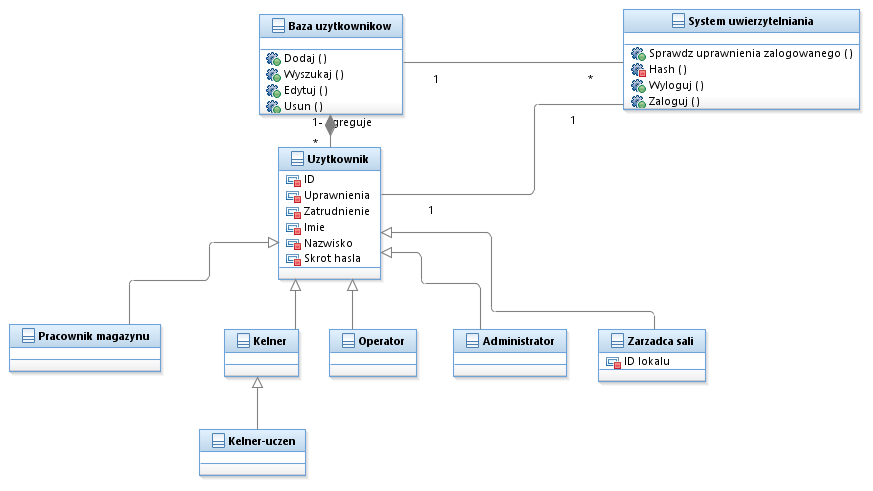 Baza uzytkownikow
Dodaj ()
Wyszukaj ()
Edytuj ()
Usun ()
System uwierzytelniania
Sprawdz uprawnienia zalogowanego ()
Hash ()
Wyloguj ()
Zaloguj ()
1
*
1
1
1- greguje
*
Uzytkownik
ID
Uprawnienia
Zatrudnienie
Imie
Nazwisko
Skrot hasla
Pracownik magazynu
Kelner
Operator
Administrator
Zarzadca sali
ID lokalu
Kelner-uczen